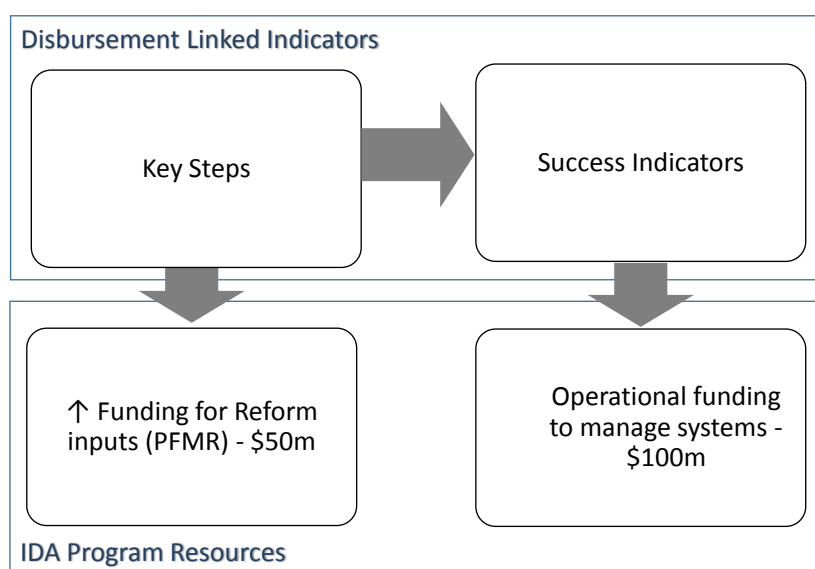 Disbursement Linked Indicators
Key Steps
Success Indicators
↑ Funding for Reform
inputs (PFMR) - $50m
Operational funding
to manage systems -
$100m
IDA Program Resources